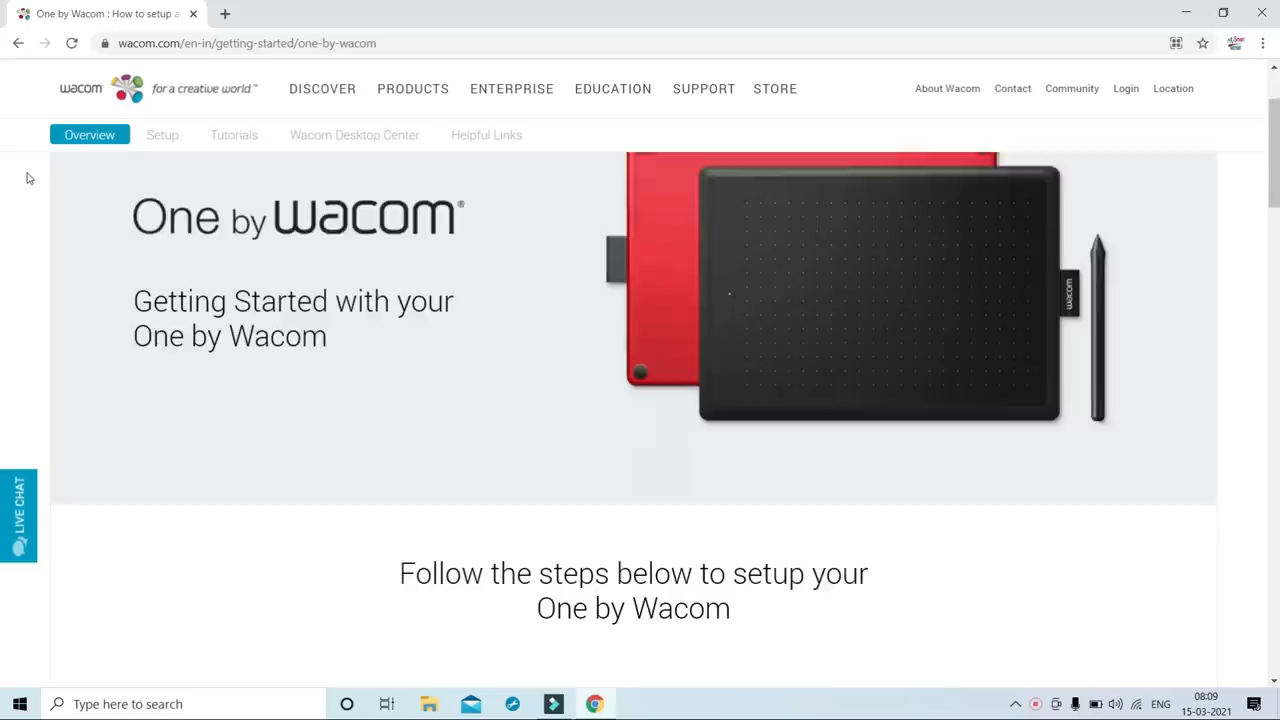 One by Wacom : How to setup a
wacom.com/en-in/getting-started/one-by-wacom
wacom for a creative world™ DISCOVER PRODUCTS ENTERPRISE EDUCATION SUPPORT STORE About Wacom Contact Community Login Location
Overview Setup Tutorials Wacom Desktop Center Helpful Links
One by wacom®
Getting Started with your
One by Wacom
wacom
LIVE CHAT
Follow the steps below to setup your
One by Wacom
Type here to search
ENG
08:09
15-03-2021